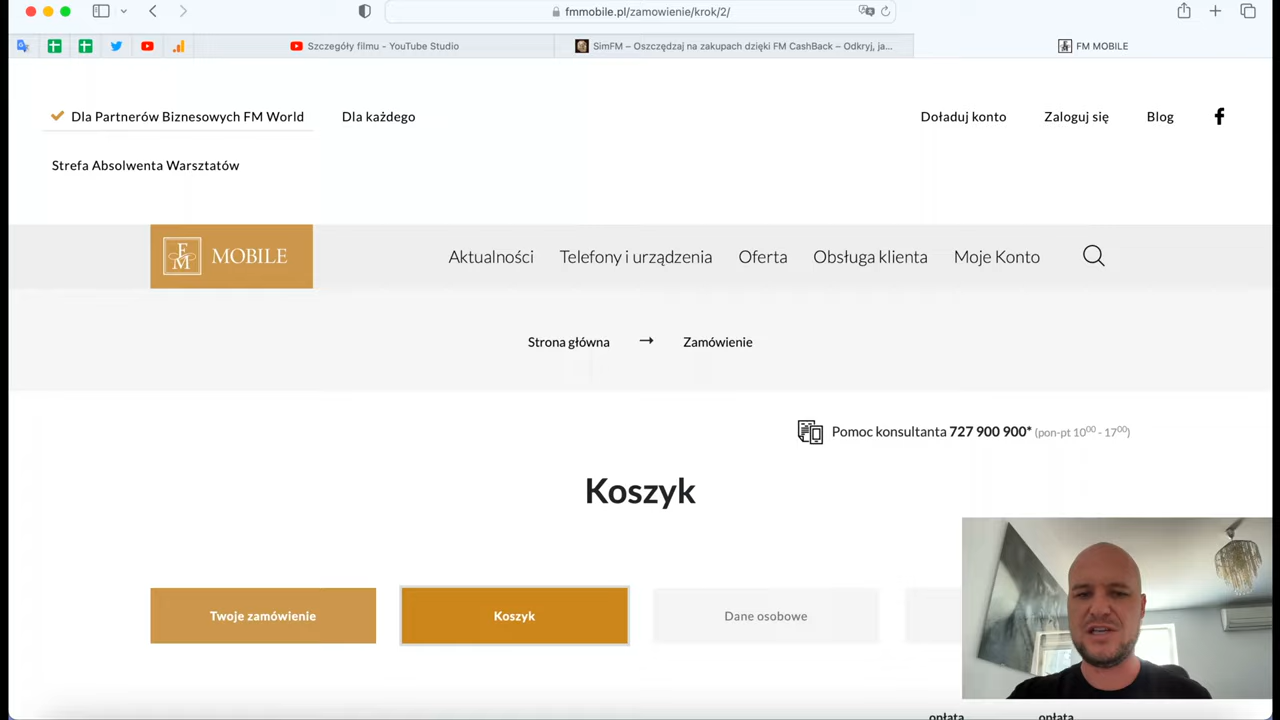 fmmobile.pl/zamowienie/krok/2/
Szczegóły filmu - YouTube Studio
SimFM – Oszczędzaj na zakupach dzięki FM CashBack – Odkryj, ja...
FM MOBILE
Dla Partnerów Biznesowych FM World
Dla każdego
Doładuj konto
Zaloguj się
Blog
Strefa Absolwenta Warsztatów
FM MOBILE
Aktualności
Telefony i urządzenia
Oferta
Obsługa klienta
Moje Konto
Strona główna → Zamówienie
Pomoc konsultanta 727 900 900* (pon-pt 10⁰⁰ - 17⁰⁰)
Koszyk
Twoje zamówienie
Koszyk
Dane osobowe
opłata
opłata